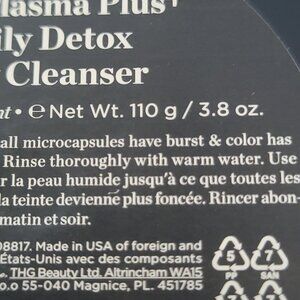 Plasma Plus+
ily Detox
Cleanser
nt • ℮ Net Wt. 110 g / 3.8 oz.
all microcapsules have burst & color has
Rinse thoroughly with warm water. Use
r la peau humide jusqu'à ce que toutes les
la teinte devienne plus foncée. Rincer abon-
matin et soir.
08817. Made in USA of foreign and
États-Unis avec des composants
THG Beauty Ltd. Altrincham WA15
o.o 55-040 Magnice, PL. 451785
5
PP
7
SAN